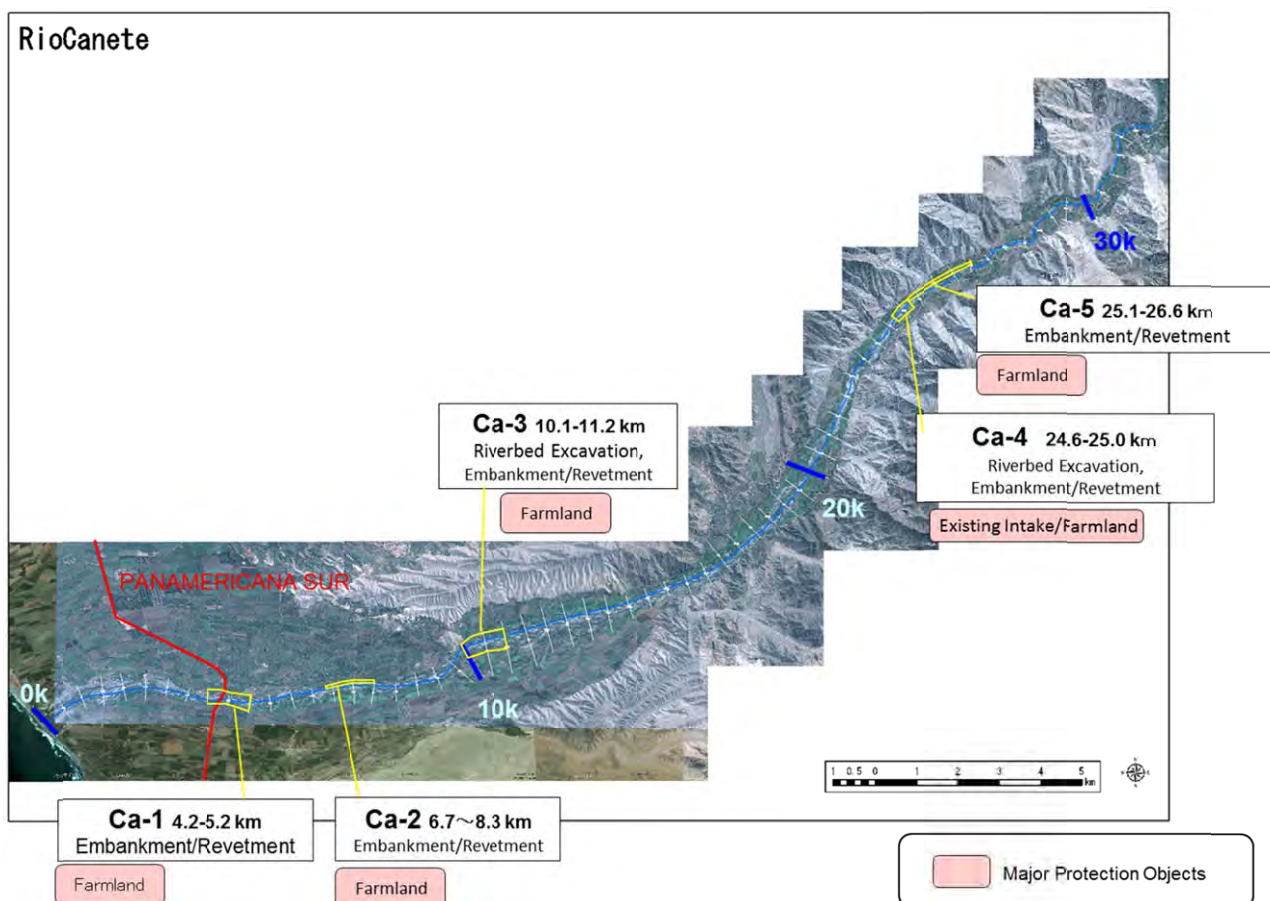 RioCanete
30k
Ca-5 25.1-26.6 km
Embankment/Revetment
Farmland
Ca-3 10.1-11.2 km
Riverbed Excavation,
Embankment/Revetment
Farmland
Ca-4 24.6-25.0 km
Riverbed Excavation,
Embankment/Revetment
Existing Intake/Farmland
20k
PANAMERICANA SUR
0k
10k
1 0.5 0 1 2 3 4 5
km
Ca-1 4.2-5.2 km
Embankment/Revetment
Farmland
Ca-2 6.7～8.3 km
Embankment/Revetment
Farmland
Major Protection Objects